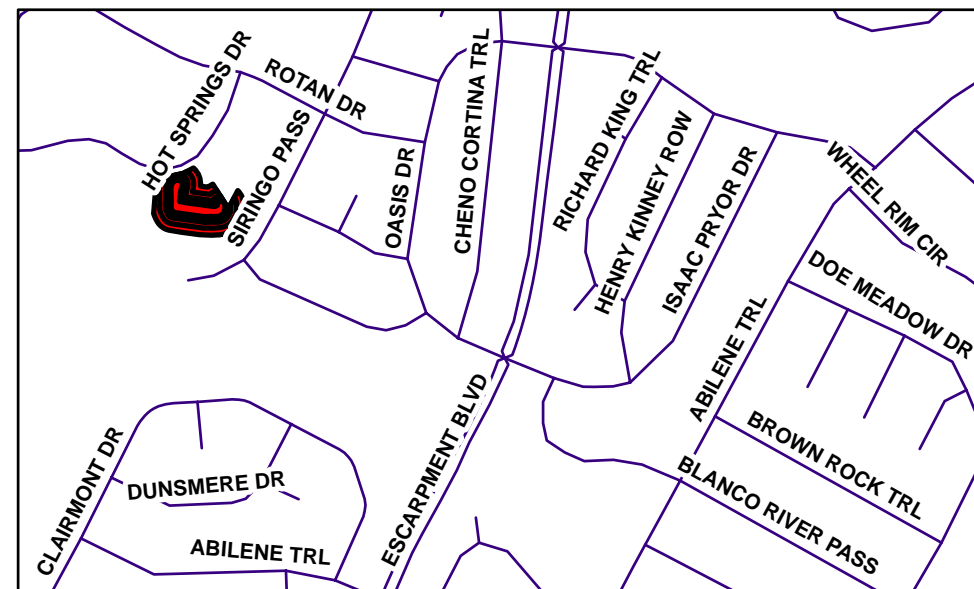 HOT SPRINGS DR
ROTAN DR
SIRINGO PASS
OASIS DR
CHENO CORTINA TRL
RICHARD KING TRL
HENRY KINNEY ROW
ISAAC PRYOR DR
WHEEL RIM CIR
DOE MEADOW DR
ABILENE TRL
BROWN ROCK TRL
BLANCO RIVER PASS
ESCARPMENT BLVD
CLAIRMONT DR
DUNSMERE DR
ABILENE TRL